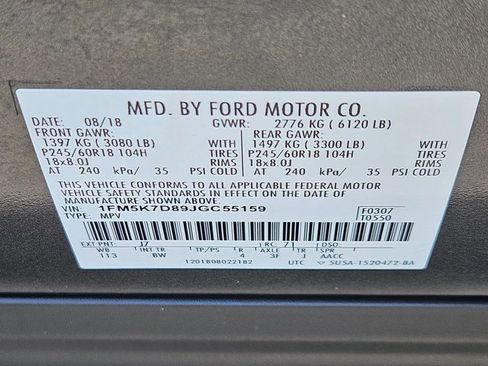 MFD. BY FORD MOTOR CO.
DATE: 08/18 GVWR: 2776 KG ( 6120 LB)
FRONT GAWR: REAR GAWR:
1397 KG ( 3080 LB) WITH 1497 KG ( 3300 LB) WITH
P245/60R18 104H TIRES P245/60R18 104H TIRES
18x8.0J RIMS 18x8.0J RIMS
AT 240 kPa/ 35 PSI COLD AT 240 kPa/ 35 PSI COLD
THIS VEHICLE CONFORMS TO ALL APPLICABLE FEDERAL MOTOR
VEHICLE SAFETY STANDARDS IN EFFECT ON THE DATE OF
MANUFACTURE SHOWN ABOVE.
VIN: 1FM5K7D89JGC55159 F0307
TYPE: MPV T0550
EXT PNT: J7 RC: 71
WB INT TR TP/PS R AXLE TR SPR
113 BW 4 3F J AACC
1201808022182 UTC SU5A-1520472-BA